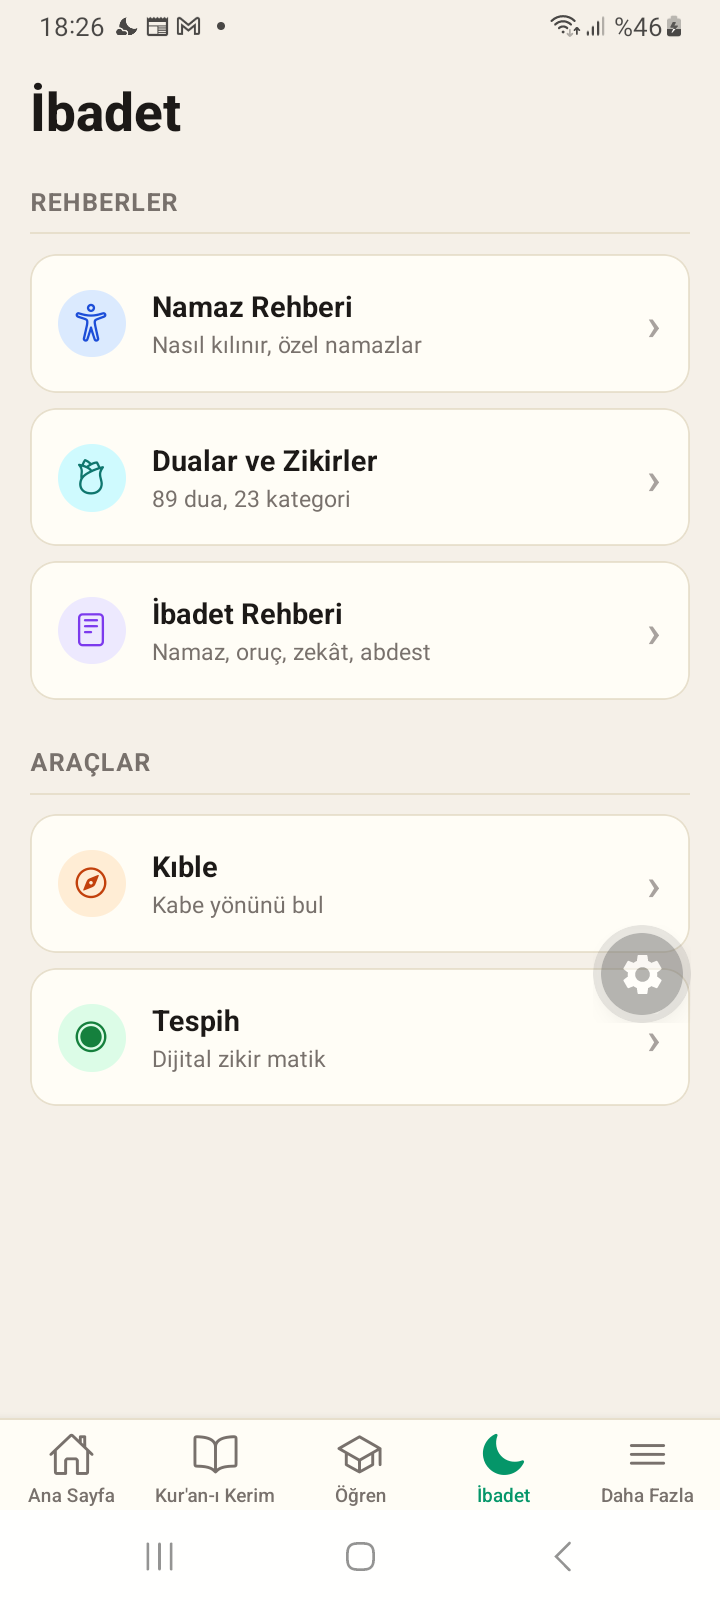 18:26
%46
İbadet
REHBERLER
Namaz Rehberi
Nasıl kılınır, özel namazlar
Dualar ve Zikirler
89 dua, 23 kategori
İbadet Rehberi
Namaz, oruç, zekât, abdest
ARAÇLAR
Kıble
Kabe yönünü bul
Tespih
Dijital zikir matik
Ana Sayfa
Kur'an-ı Kerim
Öğren
İbadet
Daha Fazla